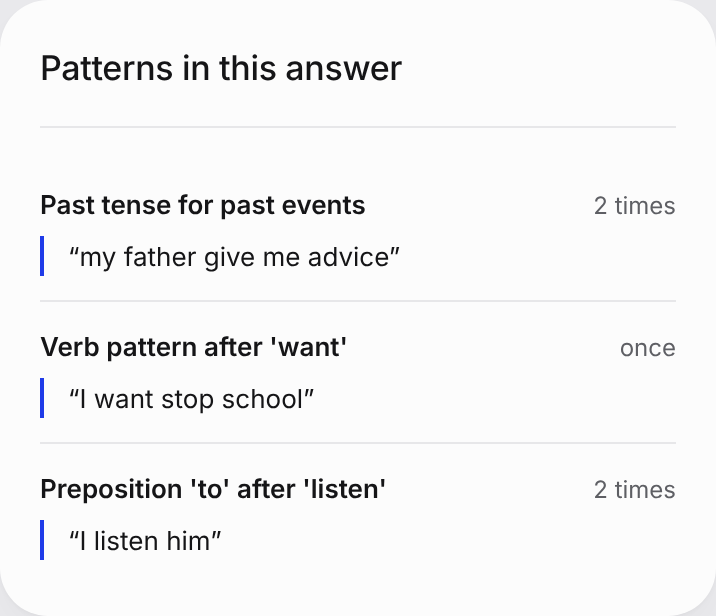 Patterns in this answer
Past tense for past events 2 times
“my father give me advice”
Verb pattern after 'want' once
“I want stop school”
Preposition 'to' after 'listen' 2 times
“I listen him”